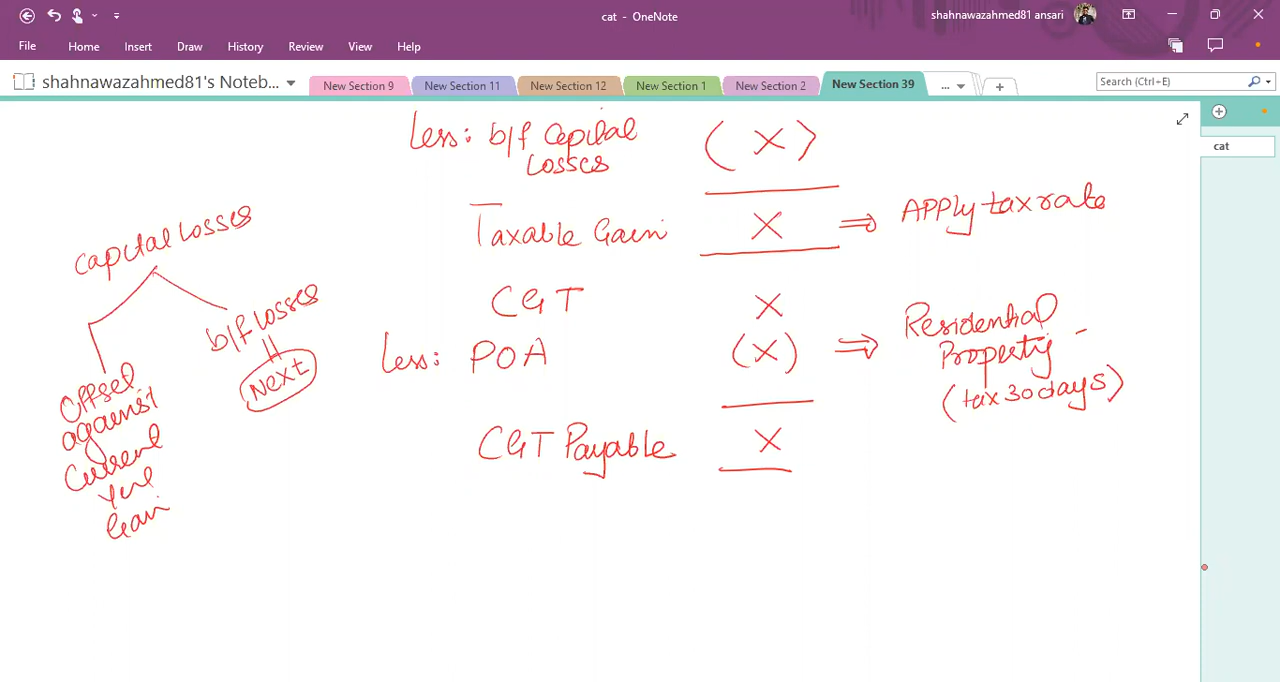 cat - OneNote
shahnawazahmed81 ansari
File Home Insert Draw History Review View Help
shahnawazahmed81's Noteb...
New Section 9
New Section 11
New Section 12
New Section 1
New Section 2
New Section 39
...
Search (Ctrl+E)
cat
Less: b/f Capital (X)
Losses
Taxable Gain X ⇒ APPly tax rate
CGT X
Less: POA (X) ⇒ Residential
Property -
(tax 30 days)
CGT Payable X
capital losses
b/f losses
Next
Offset
against
Current
Gain